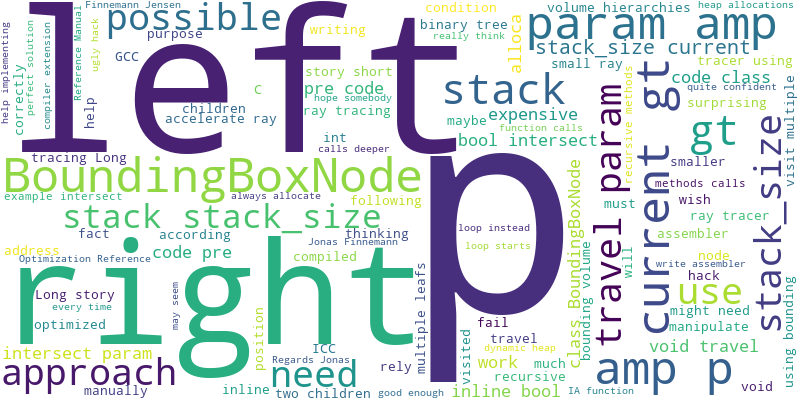 help implementing
perfect solution
compiler extension
Finnemann Jensen
Reference Manual
ugly hack
possible
left
condition
volume hierarchies
heap allocations
param amp
binary tree
really think
writing
purpose
GCC
alloca
stack_size current
small ray
tracer using
correctly
help
children
accelerate ray
story short
c
pre code
hope somebody
ray tracing
stack
code class
quite confident
surprising
recursive methods
visit multiple
maybe
expensive
function calls
int
calls deeper
bool intersect
gt
tracing Long
BoundingBoxNode
smaller
example intersect
always allocate
following
stack stack_size
fact
according
Jonas Finnemann
thinking
loop instead
loop starts
p
class BoundingBoxNode
bounding volume
travel param
must
will
current gt
methods calls
wish
ray tracer
assembler
node
write assembler
hack
stack_size
using bounding
address
Optimization Reference
code pre
compiled
right
Long story
every time
optimized
may seem
position
ICC
Regards Jonas
multiple leafs
rely
visited
fail
travel
dynamic heap
work
much
recursive
use
might need
manipulate
void travel
intersect param
approach
manually
inline
need
two children
good enough
inline bool
IA function
amp p
void